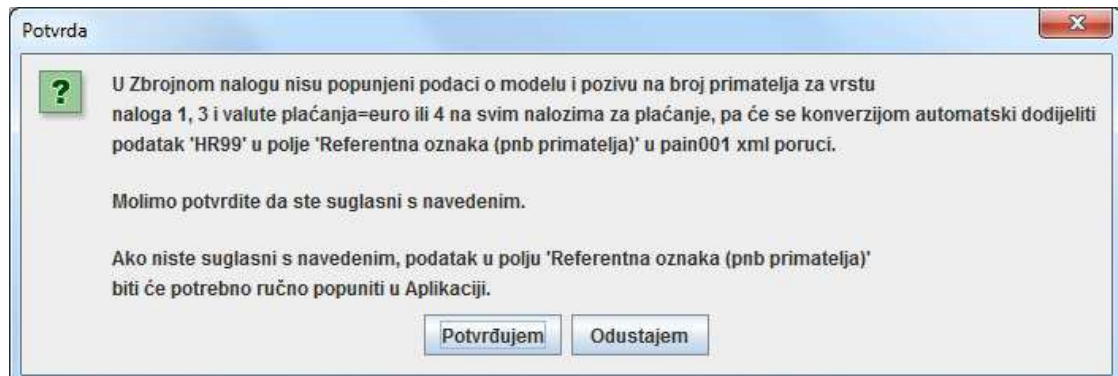 Potvrda
U Zbrojnom nalogu nisu popunjeni podaci o modelu i pozivu na broj primatelja za vrstu
naloga 1, 3 i valute plaćanja=euro ili 4 na svim nalozima za plaćanje, pa će se konverzijom automatski dodijeliti
podatak 'HR99' u polje 'Referentna oznaka (pnb primatelja)' u pain001 xml poruci.
Molimo potvrdite da ste suglasni s navedenim.
Ako niste suglasni s navedenim, podatak u polju 'Referentna oznaka (pnb primatelja)'
biti će potrebno ručno popuniti u Aplikaciji.
Potvrđujem Odustajem